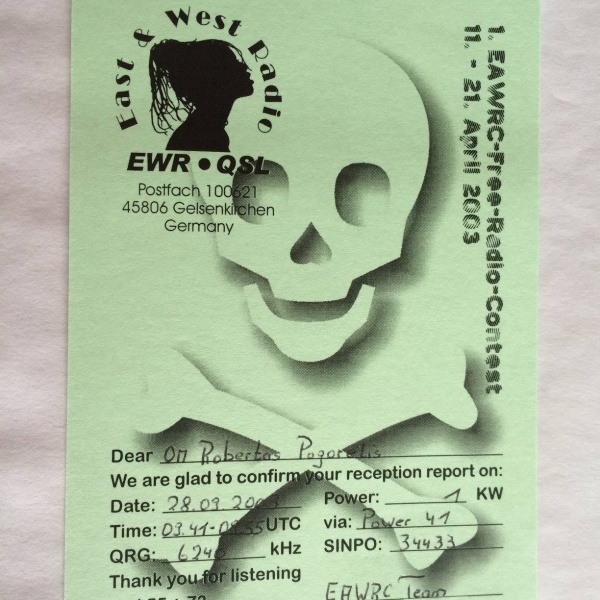 East & West Radio
EWR • QSL
Postfach 100621
45806 Gelsenkirchen
Germany
1. EAWRC-Free-Radio-Contest
11. - 21. April 2003
Dear OM Robertas Pogorelis
We are glad to confirm your reception report on:
Date: 28.09.2003 Power: 1 KW
Time: 03.41- UTC via: Power 41
QRG: 6240 kHz SINPO: 34433
Thank you for listening
EAWRC Team